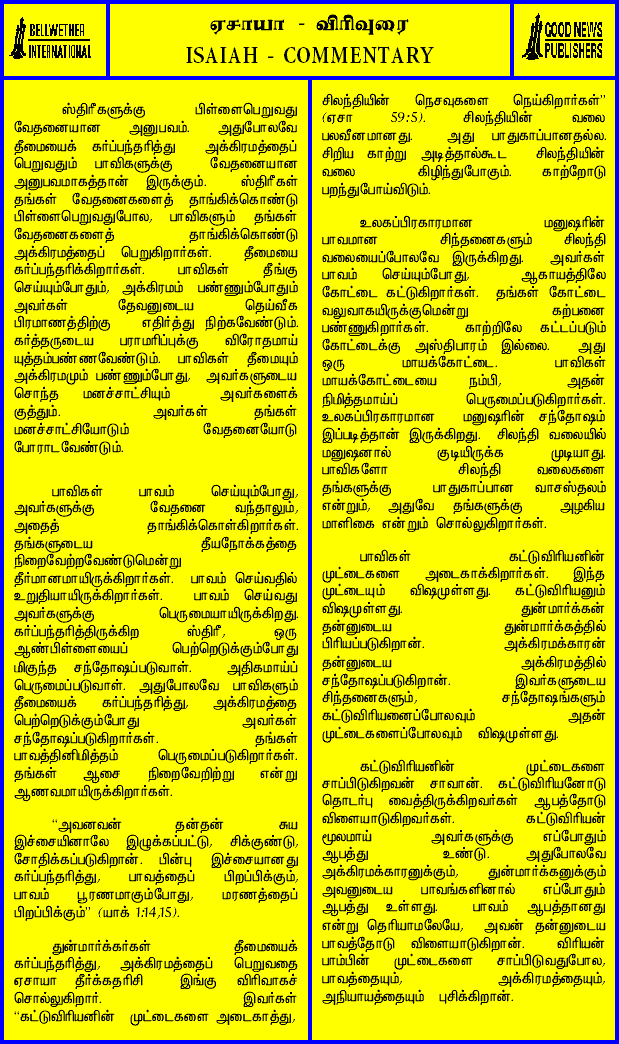 BELLWETHER
INTERNATIONAL
ஏசாயா - விரிவுரை
ISAIAH - COMMENTARY
GOOD NEWS
PUBLISHERS
ஸ்திரீகளுக்கு பிள்ளைபெறுவது
வேதனையான அனுபவம். அதுபோலவே
தீமையைக் கர்ப்பந்தரித்து அக்கிரமத்தைப்
பெறுவதும் பாவிகளுக்கு வேதனையான
அனுபவமாகத்தான் இருக்கும். ஸ்திரீகள்
தங்கள் வேதனைகளைத் தாங்கிக்கொண்டு
பிள்ளைபெறுவதுபோல, பாவிகளும் தங்கள்
வேதனைகளைத் தாங்கிக்கொண்டு
அக்கிரமத்தைப் பெறுகிறார்கள். தீமையை
கர்ப்பந்தரிக்கிறார்கள். பாவிகள் தீங்கு
செய்யும்போதும், அக்கிரமம் பண்ணும்போதும்
அவர்கள் தேவனுடைய தெய்வீக
பிரமாணத்திற்கு எதிர்த்து நிற்கவேண்டும்.
கர்த்தருடைய பராமரிப்புக்கு விரோதமாய்
யுத்தம்பண்ணவேண்டும். பாவிகள் தீமையும்
அக்கிரமமும் பண்ணும்போது, அவர்களுடைய
சொந்த மனச்சாட்சியும் அவர்களைக்
குத்தும். அவர்கள் தங்கள்
மனச்சாட்சியோடும் வேதனையோடு
போராடவேண்டும்.
பாவிகள் பாவம் செய்யும்போது,
அவர்களுக்கு வேதனை வந்தாலும்,
அதைத் தாங்கிக்கொள்கிறார்கள்.
தங்களுடைய தீயநோக்கத்தை
நிறைவேற்றவேண்டுமென்று
தீர்மானமாயிருக்கிறார்கள். பாவம் செய்வதில்
உறுதியாயிருக்கிறார்கள். பாவம் செய்வது
அவர்களுக்கு பெருமையாயிருக்கிறது.
கர்ப்பந்தரித்திருக்கிற ஸ்திரீ, ஒரு
ஆண்பிள்ளையைப் பெற்றெடுக்கும்போது
மிகுந்த சந்தோஷப்படுவாள். அதிகமாய்ப்
பெருமைப்படுவாள். அதுபோலவே பாவிகளும்
தீமையைக் கர்ப்பந்தரித்து, அக்கிரமத்தை
பெற்றெடுக்கும்போது அவர்கள்
சந்தோஷப்படுகிறார்கள். தங்கள்
பாவத்தினிமித்தம் பெருமைப்படுகிறார்கள்.
தங்கள் ஆசை நிறைவேறிற்று என்று
ஆணவமாயிருக்கிறார்கள்.
“அவனவன் தன்தன் சுய
இச்சையினாலே இழுக்கப்பட்டு, சிக்குண்டு,
சோதிக்கப்படுகிறான். பின்பு இச்சையானது
கர்ப்பந்தரித்து, பாவத்தைப் பிறப்பிக்கும்,
பாவம் பூரணமாகும்போது, மரணத்தைப்
பிறப்பிக்கும்” (யாக் 1:14,15).
துன்மார்க்கர்கள் தீமையைக்
கர்ப்பந்தரித்து, அக்கிரமத்தைப் பெறுவதை
ஏசாயா தீர்க்கதரிசி இங்கு விரிவாகச்
சொல்லுகிறார். இவர்கள்
“கட்டுவிரியனின் முட்டைகளை அடைகாத்து,
சிலந்தியின் நெசவுகளை நெய்கிறார்கள்”
(ஏசா 59:5). சிலந்தியின் வலை
பலவீனமானது. அது பாதுகாப்பானதல்ல.
சிறிய காற்று அடித்தால்கூட சிலந்தியின்
வலை கிழிந்துபோகும். காற்றோடு
பறந்துபோய்விடும்.
உலகப்பிரகாரமான மனுஷரின்
பாவமான சிந்தனைகளும் சிலந்தி
வலையைப்போலவே இருக்கிறது. அவர்கள்
பாவம் செய்யும்போது, ஆகாயத்திலே
கோட்டை கட்டுகிறார்கள். தங்கள் கோட்டை
வலுவாகயிருக்குமென்று கற்பனை
பண்ணுகிறார்கள். காற்றிலே கட்டப்படும்
கோட்டைக்கு அஸ்திபாரம் இல்லை. அது
ஒரு மாயக்கோட்டை. பாவிகள்
மாயக்கோட்டையை நம்பி, அதன்
நிமித்தமாய்ப் பெருமைப்படுகிறார்கள்.
உலகப்பிரகாரமான மனுஷரின் சந்தோஷம்
இப்படித்தான் இருக்கிறது. சிலந்தி வலையில்
மனுஷனால் குடியிருக்க முடியாது.
பாவிகளோ சிலந்தி வலைகளை
தங்களுக்கு பாதுகாப்பான வாசஸ்தலம்
என்றும், அதுவே தங்களுக்கு அழகிய
மாளிகை என்றும் சொல்லுகிறார்கள்.
பாவிகள் கட்டுவிரியனின்
முட்டைகளை அடைகாக்கிறார்கள். இந்த
முட்டையும் விஷமுள்ளது. கட்டுவிரியனும்
விஷமுள்ளது. துன்மார்க்கன்
தன்னுடைய துன்மார்க்கத்தில்
பிரியப்படுகிறான். அக்கிரமக்காரன்
தன்னுடைய அக்கிரமத்தில்
சந்தோஷப்படுகிறான். இவர்களுடைய
சிந்தனைகளும், சந்தோஷங்களும்
கட்டுவிரியனைப்போலவும் அதன்
முட்டைகளைப்போலவும் விஷமுள்ளது.
கட்டுவிரியனின் முட்டைகளை
சாப்பிடுகிறவன் சாவான். கட்டுவிரியனோடு
தொடர்பு வைத்திருக்கிறவர்கள் ஆபத்தோடு
விளையாடுகிறவர்கள். கட்டுவிரியன்
மூலமாய் அவர்களுக்கு எப்போதும்
ஆபத்து உண்டு. அதுபோலவே
அக்கிரமக்காரனுக்கும், துன்மார்க்கனுக்கும்
அவனுடைய பாவங்களினால் எப்போதும்
ஆபத்து உள்ளது. பாவம் ஆபத்தானது
என்று தெரியாமலேயே, அவன் தன்னுடைய
பாவத்தோடு விளையாடுகிறான். விரியன்
பாம்பின் முட்டைகளை சாப்பிடுவதுபோல,
பாவத்தையும், அக்கிரமத்தையும்,
அநியாயத்தையும் புசிக்கிறான்.